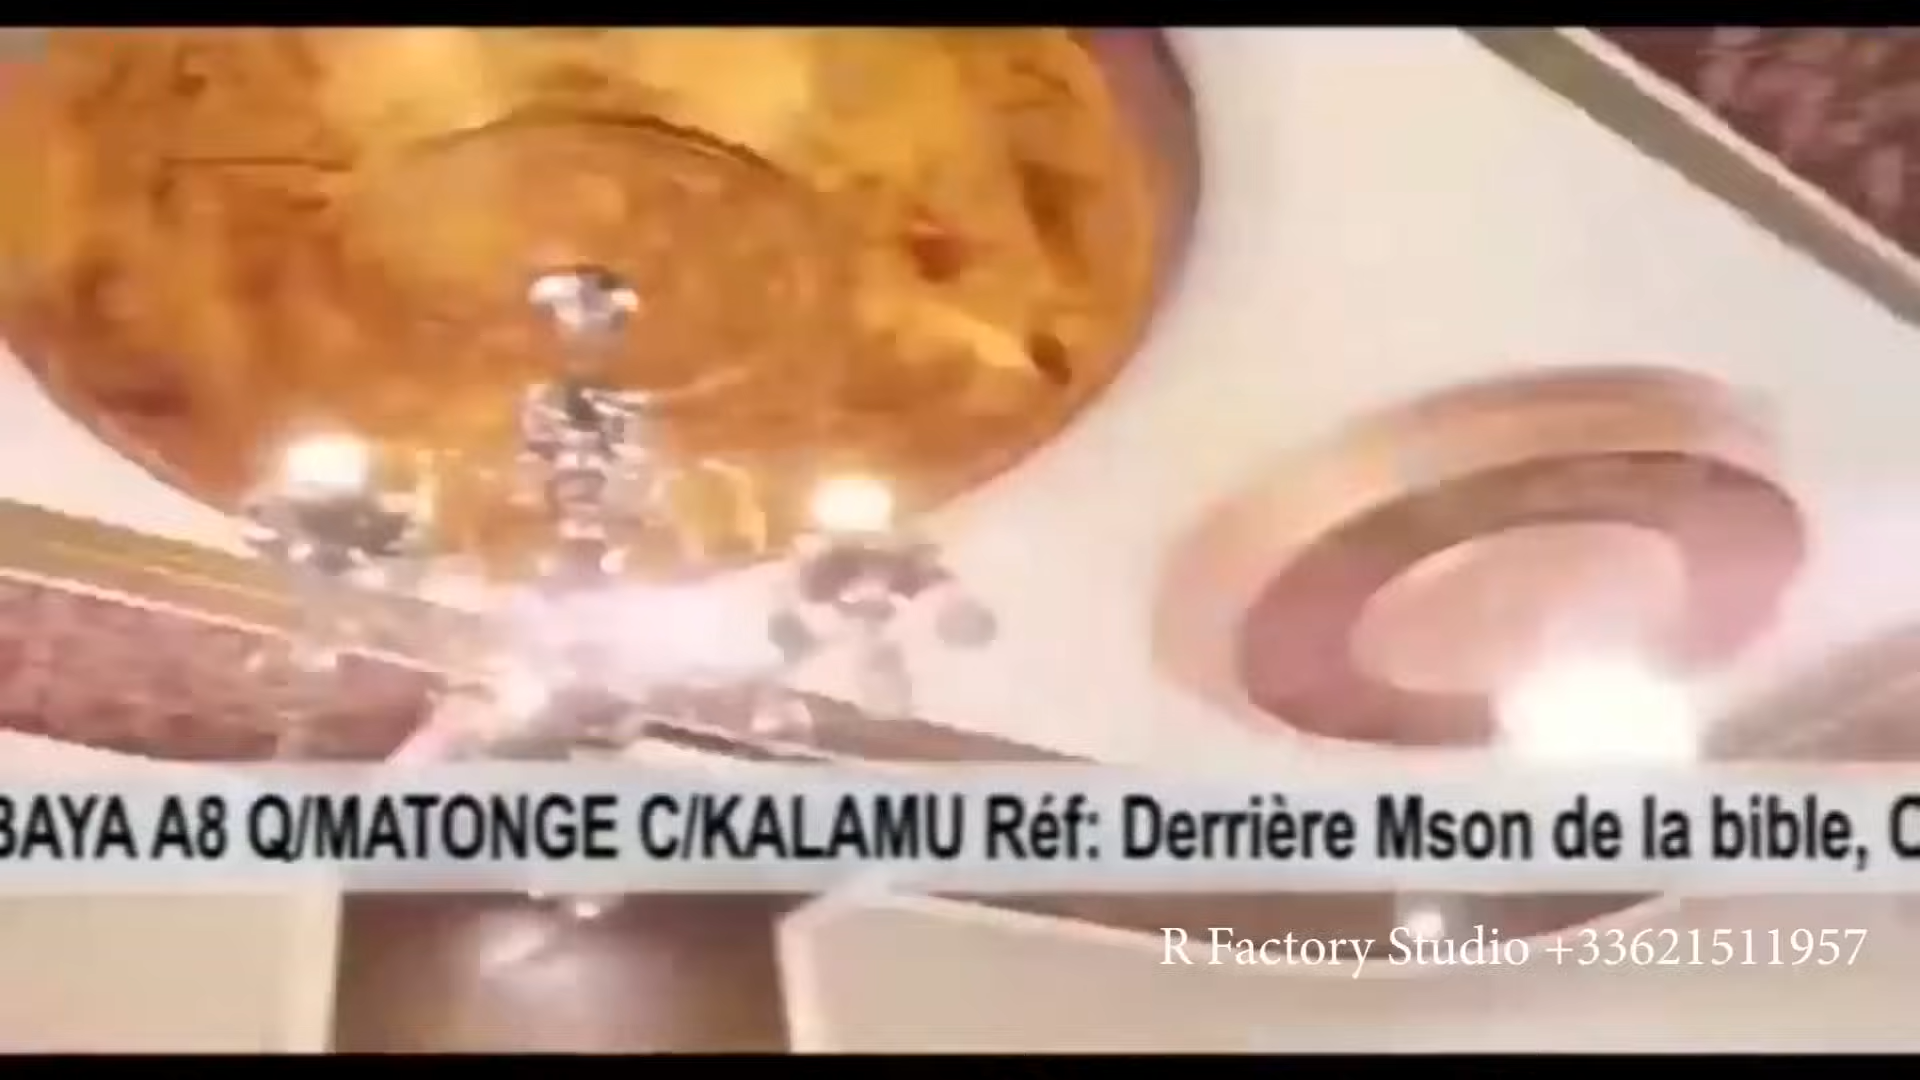 BAYA A8 Q/MATONGE C/KALAMU Réf: Derrière Mson de la bible,
R Factory Studio +33621511957